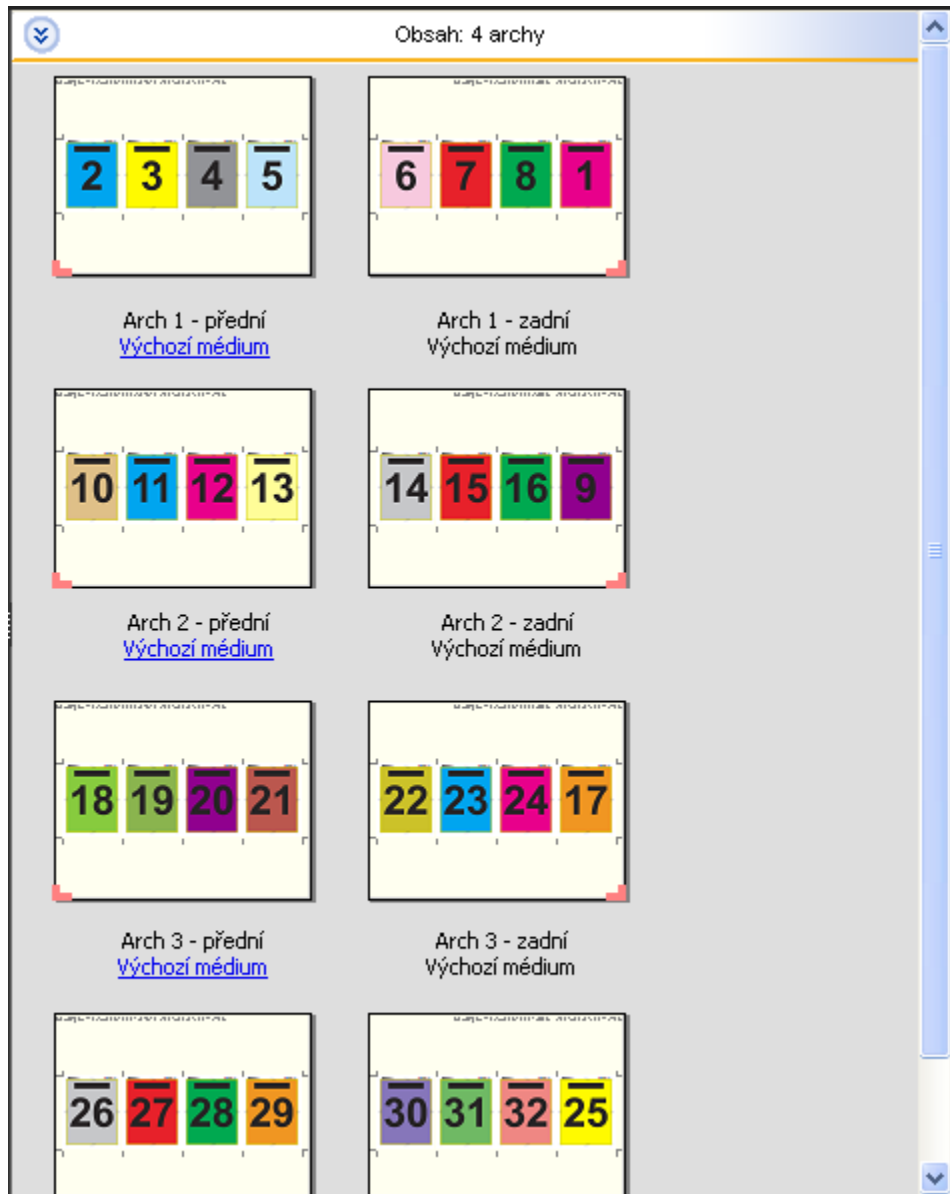 Obsah: 4 archy
2 3 4 5
6 7 8 1
Arch 1 - přední
Výchozí médium
Arch 1 - zadní
Výchozí médium
10 11 12 13
14 15 16 9
Arch 2 - přední
Výchozí médium
Arch 2 - zadní
Výchozí médium
18 19 20 21
22 23 24 17
Arch 3 - přední
Výchozí médium
Arch 3 - zadní
Výchozí médium
26 27 28 29
30 31 32 25